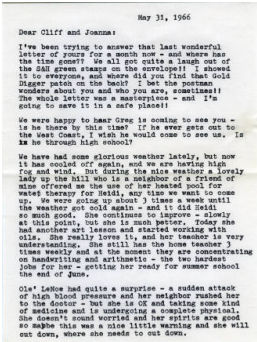 May 31, 1966
Dear Cliff and Joanna:
I've been trying to answer that last wonderful
letter of yours for a month now - and where has
the time gone?? We all got quite a laugh out of
the S&H green stamps on the envelope!! I showed
it to everyone, and where did you find that Gold
Digger patch on the back? I bet the postman
wonders about you and who you are, sometimes!!
The whole letter was a masterpiece - and I'm
going to save it in a safe place!!
We were happy to hear Greg is coming to see you -
is he there by this time? If he ever gets out to
the West Coast, I wish he would come to see us. Is
he through high school?
We have had some glorious weather lately, but now
it has cooled off again, and we are having high
fog and wind. But during the nice weather a lovely
lady up the hill who is a neighbor of a friend of
mine offered me the use of her heated pool for
water therapy for Heidi, any time we want to come
up. We were going up about 3 times a week until
the weather got cold again - and it did Heidi
so much good. She continues to improve - slowly
at this point, but she is much better. Today she
had another art lesson and started working with
oils. She really loves it, and her teacher is very
understanding. She still has the home teacher 3
times weekly and at the moment they are concentrating
on handwriting and arithmetic - the two hardest
jobs for her - getting her ready for summer school
the end of June.
Ole' LeNoe had quite a surprise - a sudden attack
of high blood pressure and her neighbor rushed her
to the doctor - but she is OK and taking some kind
of medicine and is undergoing a complete physical.
She doesn't sound worried and her spirits are good
so maybe this was a nice little warning and she will
cut down, where she needs to cut down.